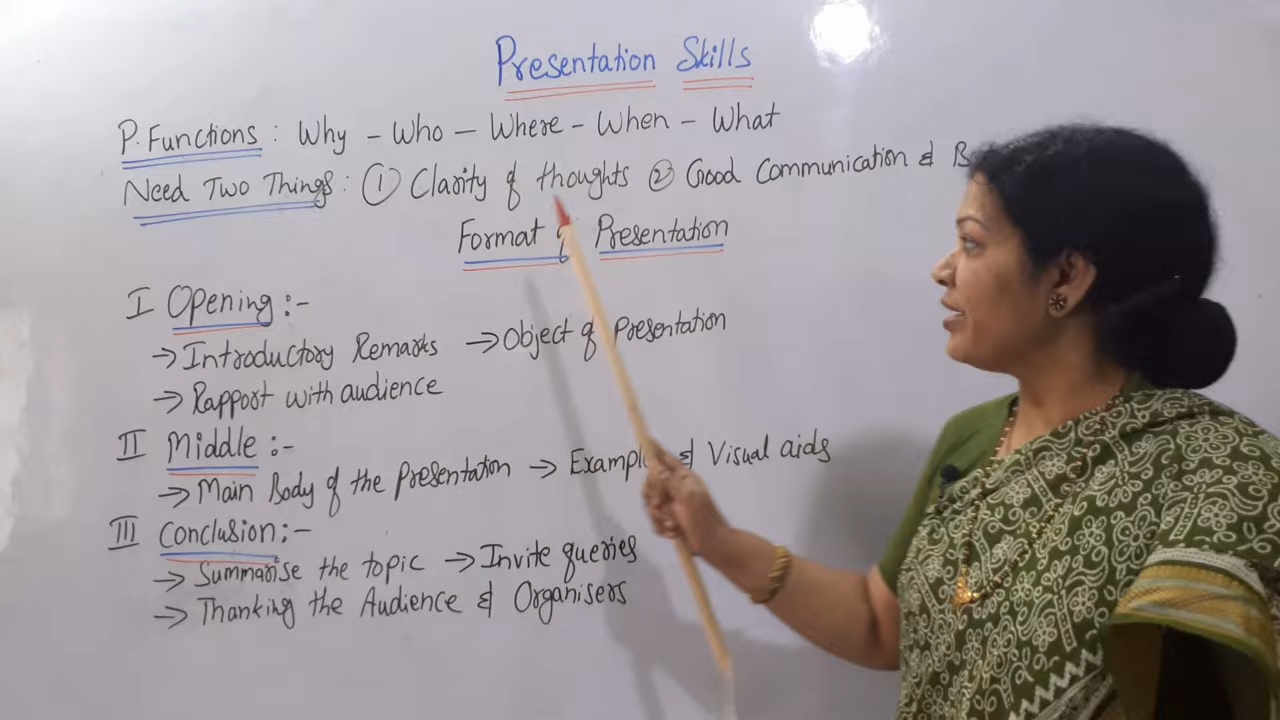 Presentation Skills
P. Functions : Why - Who - Where - When - What
Need Two Things : ① Clarity of thoughts ② Good Communication &
Format Presentation
I Opening :-
→ Introductory Remarks → Object of Presentation
→ Rapport with audience
II Middle :-
→ Main Body of the Presentation → & Visual aids
III Conclusion :-
→ Summarise the topic → Invite queries
→ Thanking the Audience & Organisers